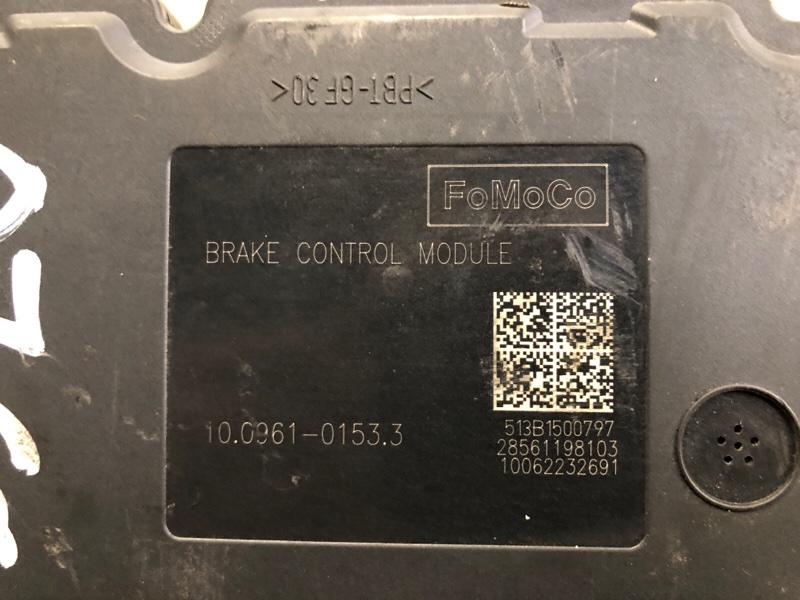 >PBT-GF30<
FoMoCo
BRAKE CONTROL MODULE
10.0961-0153.3
513B1500797
28561198103
10062232691